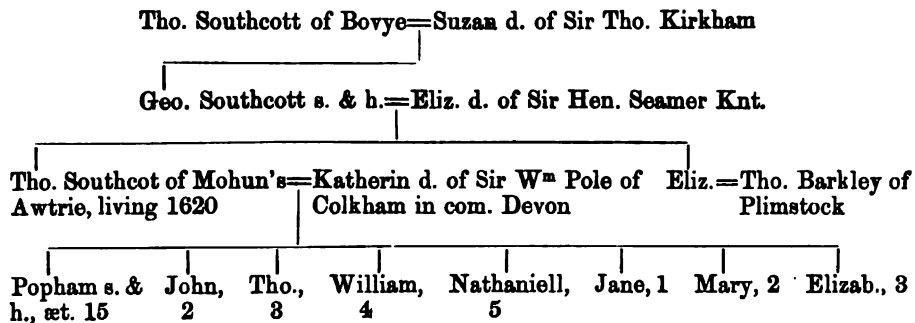 Tho. Southcott of Bovye=Suzan d. of Sir Tho. Kirkham
Geo. Southcott s. & h.=Eliz. d. of Sir Hen. Seamer Knt.
Tho. Southcot of Mohun's=Katherin d. of Sir Wᵐ Pole of Eliz.=Tho. Barkley of
Awtrie, living 1620 Colkham in com. Devon Plimstock
Popham s. & John, Tho., William, Nathaniell, Jane, 1 Mary, 2 Elizab., 3
h., æt. 15 2 3 4 5